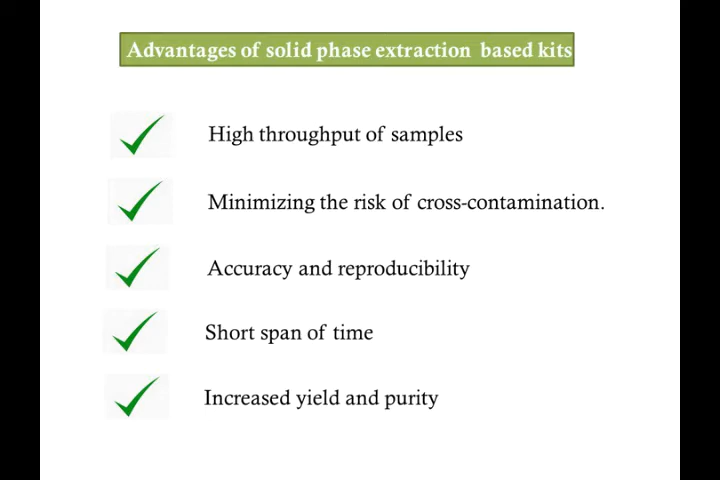 Advantages of solid phase extraction based kits
High throughput of samples
Minimizing the risk of cross-contamination.
Accuracy and reproducibility
Short span of time
Increased yield and purity